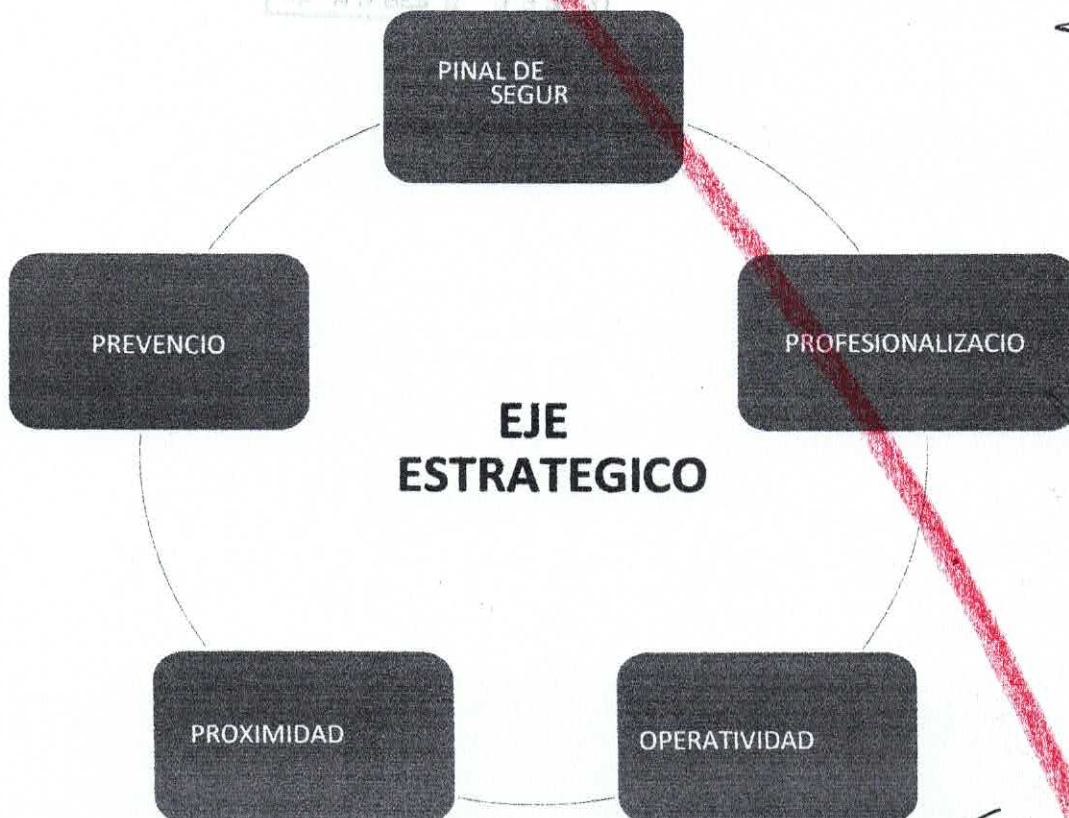 PINAL DE
SEGUR
PREVENCIO
PROFESIONALIZACIO
EJE
ESTRATEGICO
PROXIMIDAD
OPERATIVIDAD